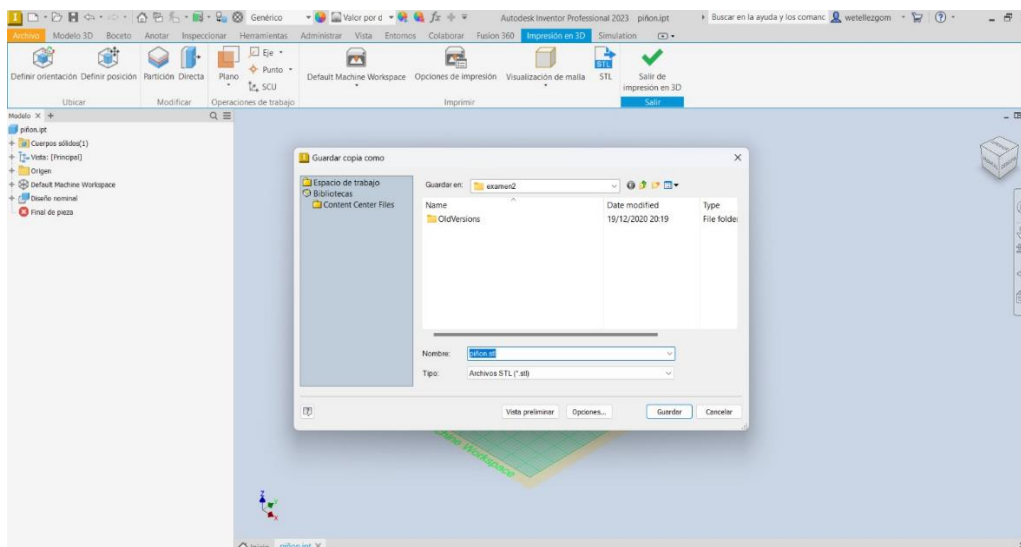 Genérico
Valor por d
Autodesk Inventor Professional 2023 piñon.ipt
Buscar en la ayuda y los comanc
wetellezgom
Archivo Modelo 3D Boceto Anotar Inspeccionar Herramientas Administrar Vista Entornos Colaborar Fusion 360 Impresión en 3D Simulation
Definir orientación Definir posición Partición Directa Plano Eje Punto SCU Default Machine Workspace Opciones de impresión Visualización de malla STL Salir de impresión en 3D
Ubicar Modificar Operaciones de trabajo Imprimir Salir
Modelo
piñon.ipt
Cuerpos sólidos(1)
Vista: [Principal]
Origen
Default Machine Workspace
Diseño nominal
Final de pieza
Guardar copia como
Espacio de trabajo
Bibliotecas
Content Center Files
Guardar en: examen2
Name Date modified Type
OldVersions 19/12/2020 20:19 File folder
Nombre: piñon.stl
Tipo: Archivos STL (*.stl)
Vista preliminar Opciones... Guardar Cancelar
chine Workspace
Z
Y
X
Inicio piñon.ipt